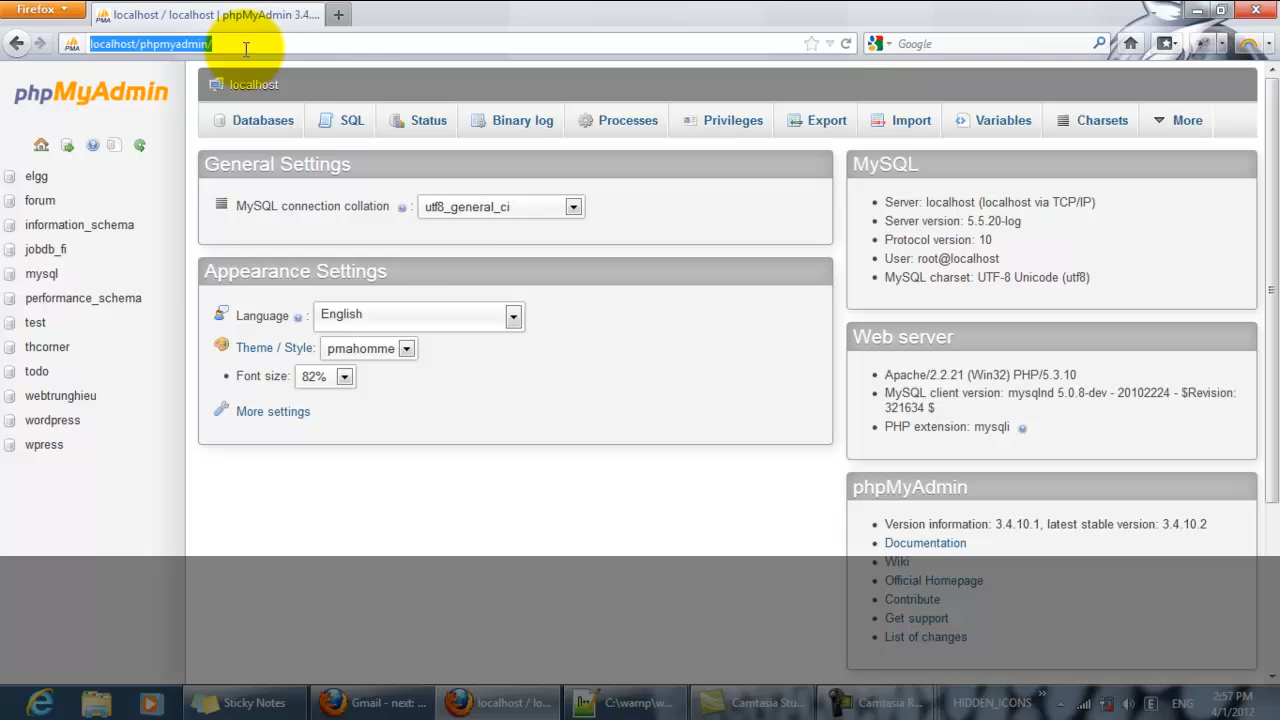 Firefox
localhost / localhost | phpMyAdmin 3.4....
localhost/phpmyadmin/
Google
phpMyAdmin
elgg
forum
information_schema
jobdb_fi
mysql
performance_schema
test
thcorner
todo
webtrunghieu
wordpress
wpress
localhost
Databases SQL Status Binary log Processes Privileges Export Import Variables Charsets More
General Settings
MySQL connection collation : utf8_general_ci
Appearance Settings
Language : English
Theme / Style: pmahomme
Font size: 82%
More settings
MySQL
Server: localhost (localhost via TCP/IP)
Server version: 5.5.20-log
Protocol version: 10
User: root@localhost
MySQL charset: UTF-8 Unicode (utf8)
Web server
Apache/2.2.21 (Win32) PHP/5.3.10
MySQL client version: mysqlnd 5.0.8-dev - 20102224 - $Revision:
321634 $
PHP extension: mysqli
phpMyAdmin
Version information: 3.4.10.1, latest stable version: 3.4.10.2
Documentation
Wiki
Official Homepage
Contribute
Get support
List of changes
Sticky Notes Gmail - next: ... localhost / lo... C:\wamp\w... Camtasia Stu... Camtasia R... HIDDEN_ICONS ENG
2:57 PM
4/1/2012